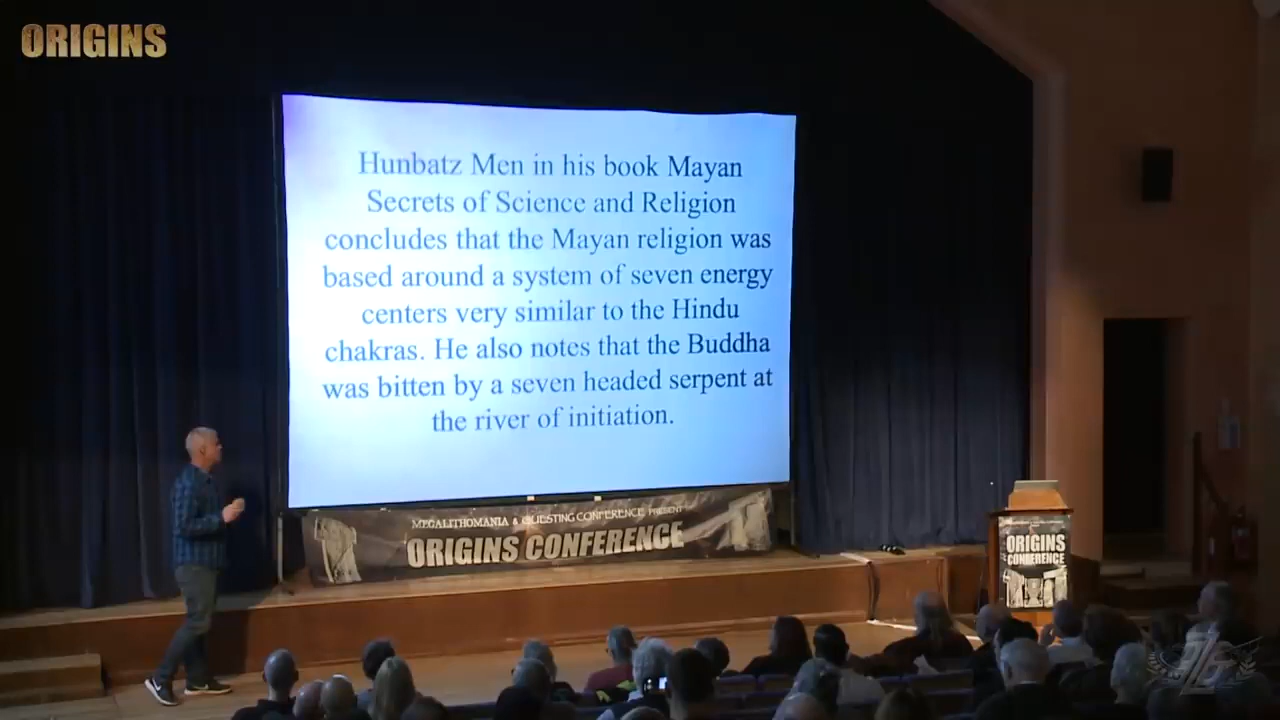 ORIGINS
Hunbatz Men in his book Mayan
Secrets of Science and Religion
concludes that the Mayan religion was
based around a system of seven energy
centers very similar to the Hindu
chakras. He also notes that the Buddha
was bitten by a seven headed serpent at
the river of initiation.
MEGALITHOMANIA & QUESTING CONFERENCE PRESENT
ORIGINS CONFERENCE
ORIGINS
CONFERENCE